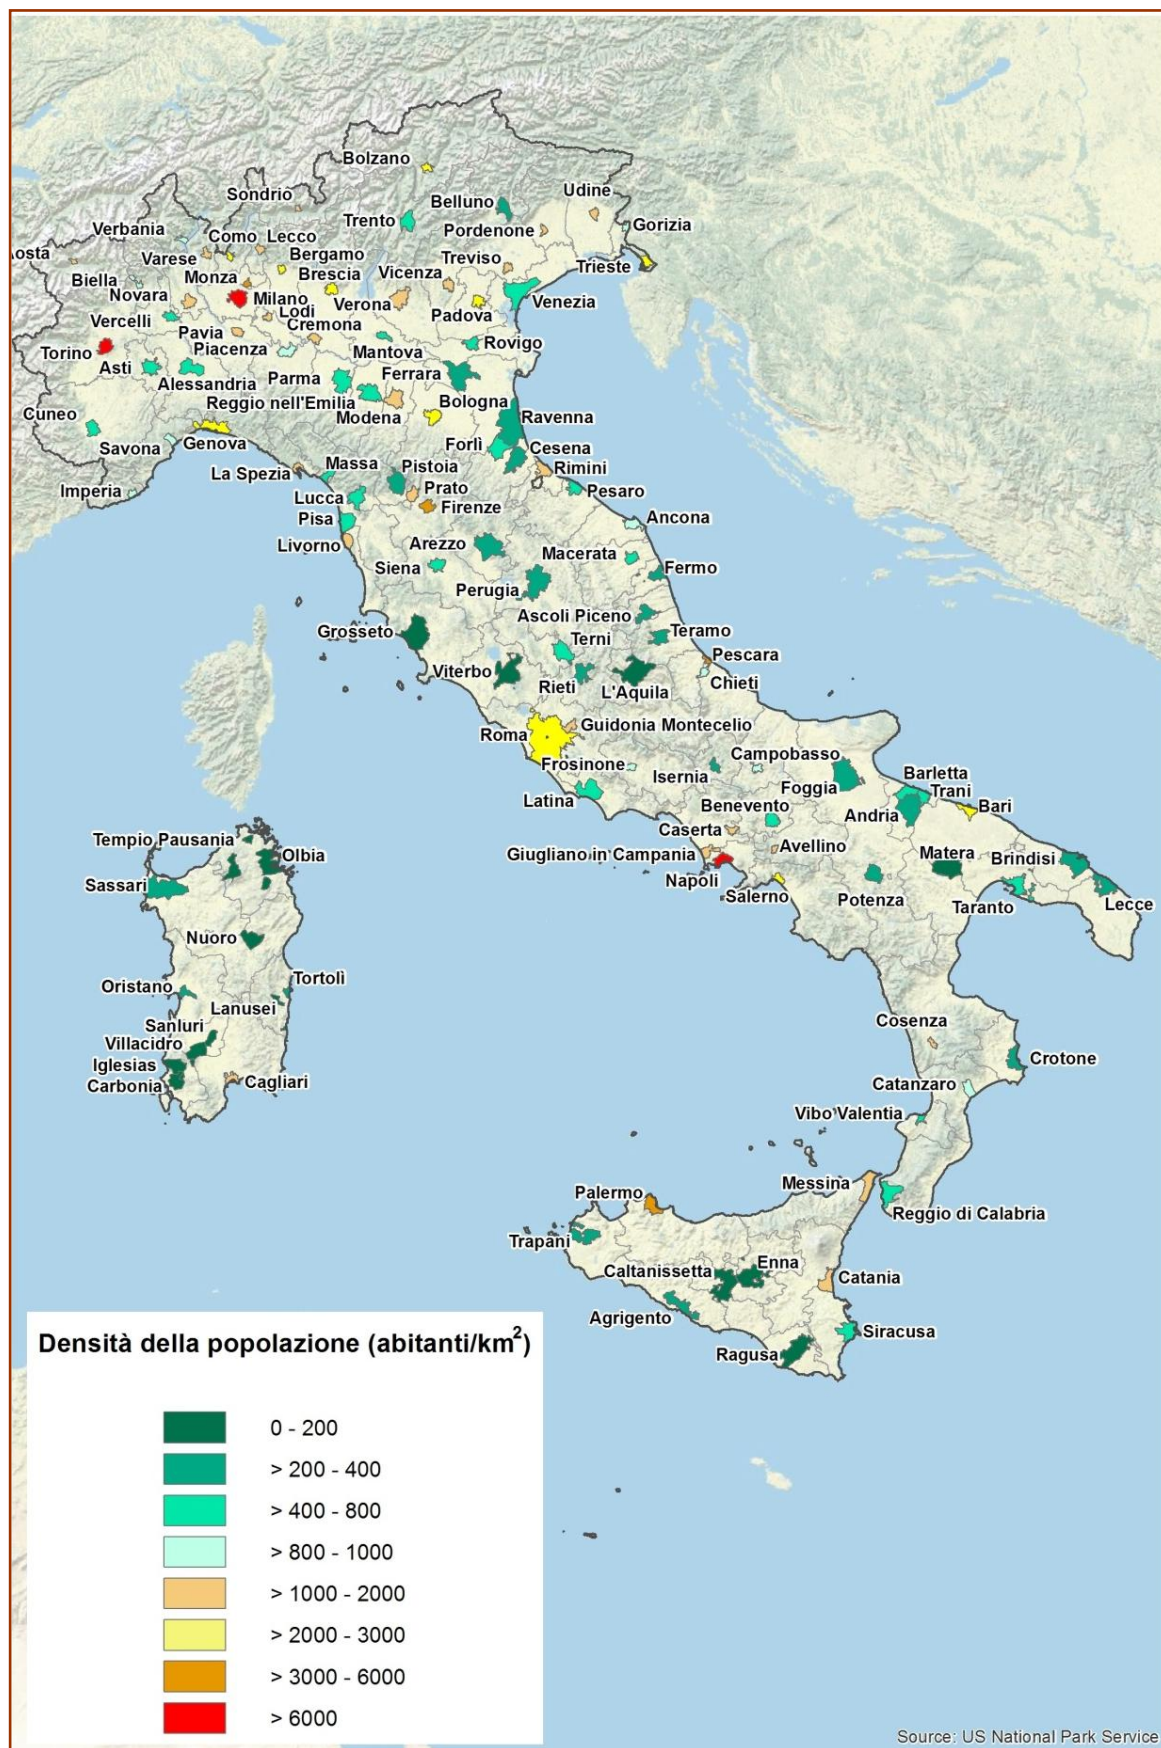 Bolzano
Sondrio
Udine
Belluno
Trento
Pordenone
Gorizia
Verbania
Como
Lecco
Aosta
Varese
Bergamo
Treviso
Trieste
Biella
Monza
Brescia
Vicenza
Novara
Milano
Verona
Padova
Venezia
Vercelli
Lodi
Pavia
Cremona
Torino
Piacenza
Mantova
Rovigo
Asti
Alessandria
Parma
Ferrara
Reggio nell'Emilia
Bologna
Cuneo
Modena
Ravenna
Savona
Genova
Forlì
Cesena
La Spezia
Massa
Pistoia
Rimini
Imperia
Lucca
Prato
Pesaro
Pisa
Firenze
Ancona
Livorno
Arezzo
Macerata
Siena
Fermo
Perugia
Ascoli Piceno
Grosseto
Terni
Teramo
Viterbo
Rieti
L'Aquila
Pescara
Chieti
Roma
Guidonia Montecelio
Frosinone
Isernia
Campobasso
Latina
Foggia
Barletta
Trani
Benevento
Andria
Bari
Caserta
Tempio Pausania
Olbia
Giugliano in Campania
Avellino
Matera
Brindisi
Sassari
Napoli
Salerno
Potenza
Taranto
Lecce
Nuoro
Oristano
Tortolì
Lanusei
Sanluri
Villacidro
Cosenza
Iglesias
Carbonia
Cagliari
Crotone
Catanzaro
Vibo Valentia
Messina
Palermo
Reggio di Calabria
Trapani
Caltanissetta
Enna
Catania
Agrigento
Siracusa
Ragusa
Densità della popolazione (abitanti/km²)
0 - 200
> 200 - 400
> 400 - 800
> 800 - 1000
> 1000 - 2000
> 2000 - 3000
> 3000 - 6000
> 6000
Source: US National Park Service